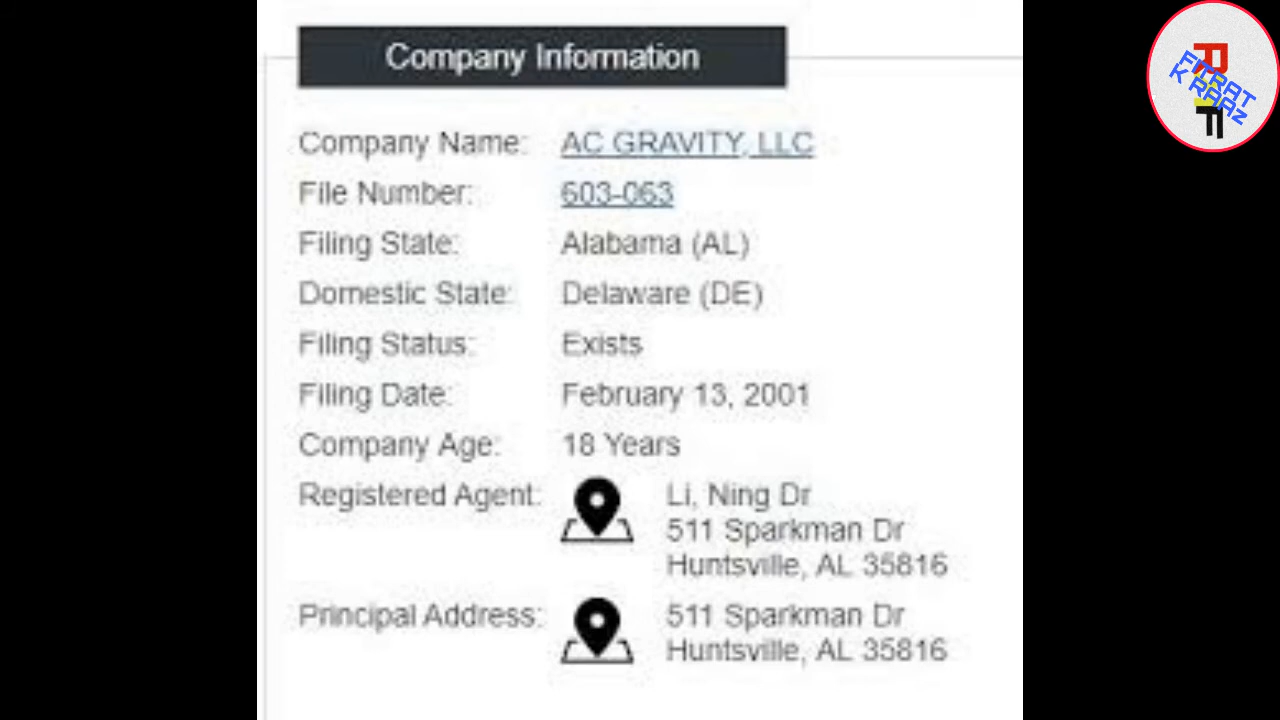 Company Information
Company Name: AC GRAVITY, LLC
File Number: 603-063
Filing State: Alabama (AL)
Domestic State: Delaware (DE)
Filing Status: Exists
Filing Date: February 13, 2001
Company Age: 18 Years
Registered Agent: Li, Ning Dr
511 Sparkman Dr
Huntsville, AL 35816
Principal Address: 511 Sparkman Dr
Huntsville, AL 35816
FITRAT
K RAAZ